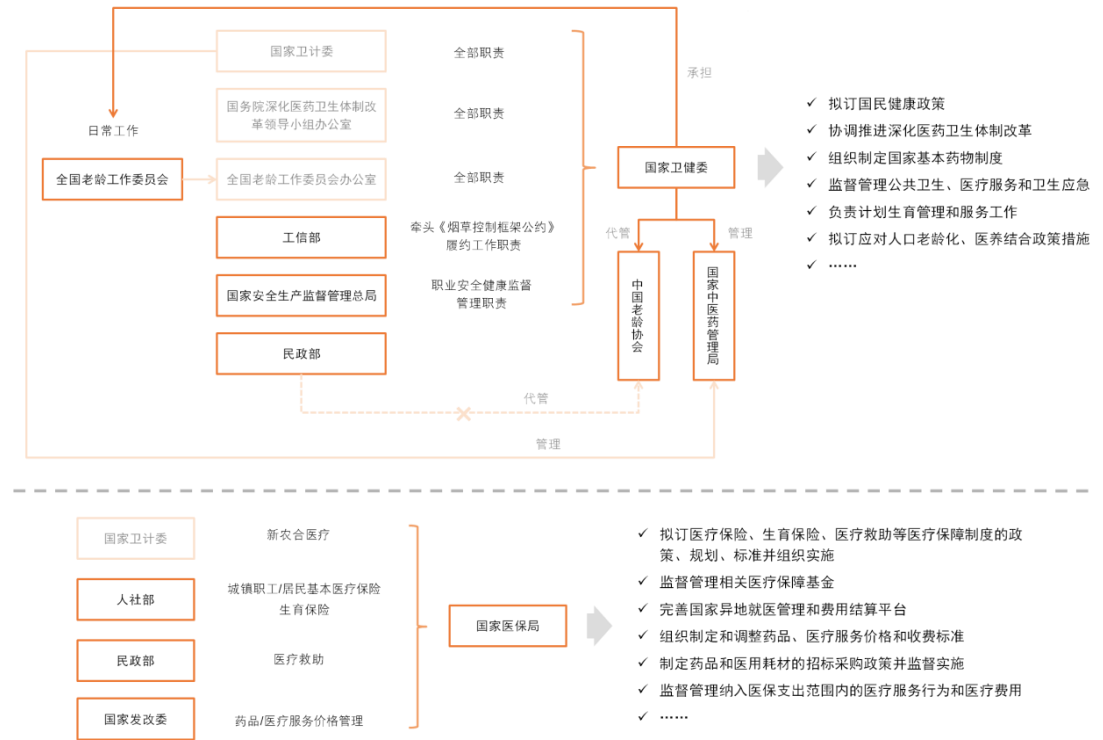 国家卫计委
全部职责
承担
国务院深化医药卫生体制改
革领导小组办公室
全部职责
日常工作
全国老龄工作委员会
全国老龄工作委员会办公室
全部职责
国家卫健委
工信部
牵头《烟草控制框架公约》
履约工作职责
代管
管理
国家安全生产监督管理总局
职业安全健康监督
管理职责
中国老龄协会
国家中医药管理局
民政部
代管
管理
✓ 拟订国民健康政策
✓ 协调推进深化医药卫生体制改革
✓ 组织制定国家基本药物制度
✓ 监督管理公共卫生、医疗服务和卫生应急
✓ 负责计划生育管理和服务工作
✓ 拟订应对人口老龄化、医养结合政策措施
✓ ……
国家卫计委
新农合医疗
人社部
城镇职工/居民基本医疗保险
生育保险
民政部
医疗救助
国家发改委
药品/医疗服务价格管理
国家医保局
✓ 拟订医疗保险、生育保险、医疗救助等医疗保障制度的政
策、规划、标准并组织实施
✓ 监督管理相关医疗保障基金
✓ 完善国家异地就医管理和费用结算平台
✓ 组织制定和调整药品、医疗服务价格和收费标准
✓ 制定药品和医用耗材的招标采购政策并监督实施
✓ 监督管理纳入医保支出范围内的医疗服务行为和医疗费用
✓ ……